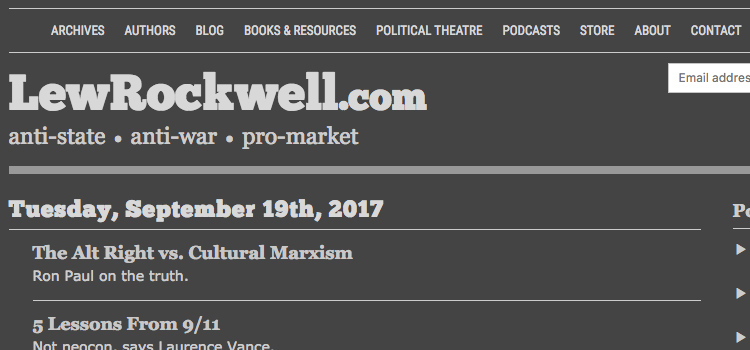 ARCHIVES AUTHORS BLOG BOOKS & RESOURCES POLITICAL THEATRE PODCASTS STORE ABOUT CONTACT
LewRockwell.com
Email addres
anti-state • anti-war • pro-market
Tuesday, September 19th, 2017
The Alt Right vs. Cultural Marxism
Ron Paul on the truth.
5 Lessons From 9/11
Not neocon, says Laurence Vance.